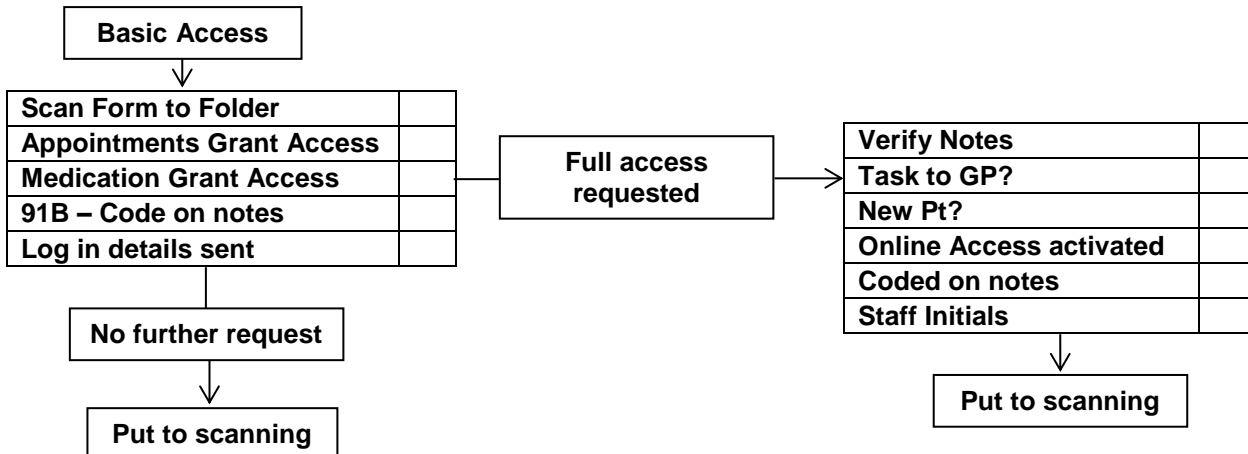 Basic Access
Scan Form to Folder
Appointments Grant Access
Medication Grant Access
91B – Code on notes
Log in details sent
No further request
Put to scanning
Full access
requested
Verify Notes
Task to GP?
New Pt?
Online Access activated
Coded on notes
Staff Initials
Put to scanning